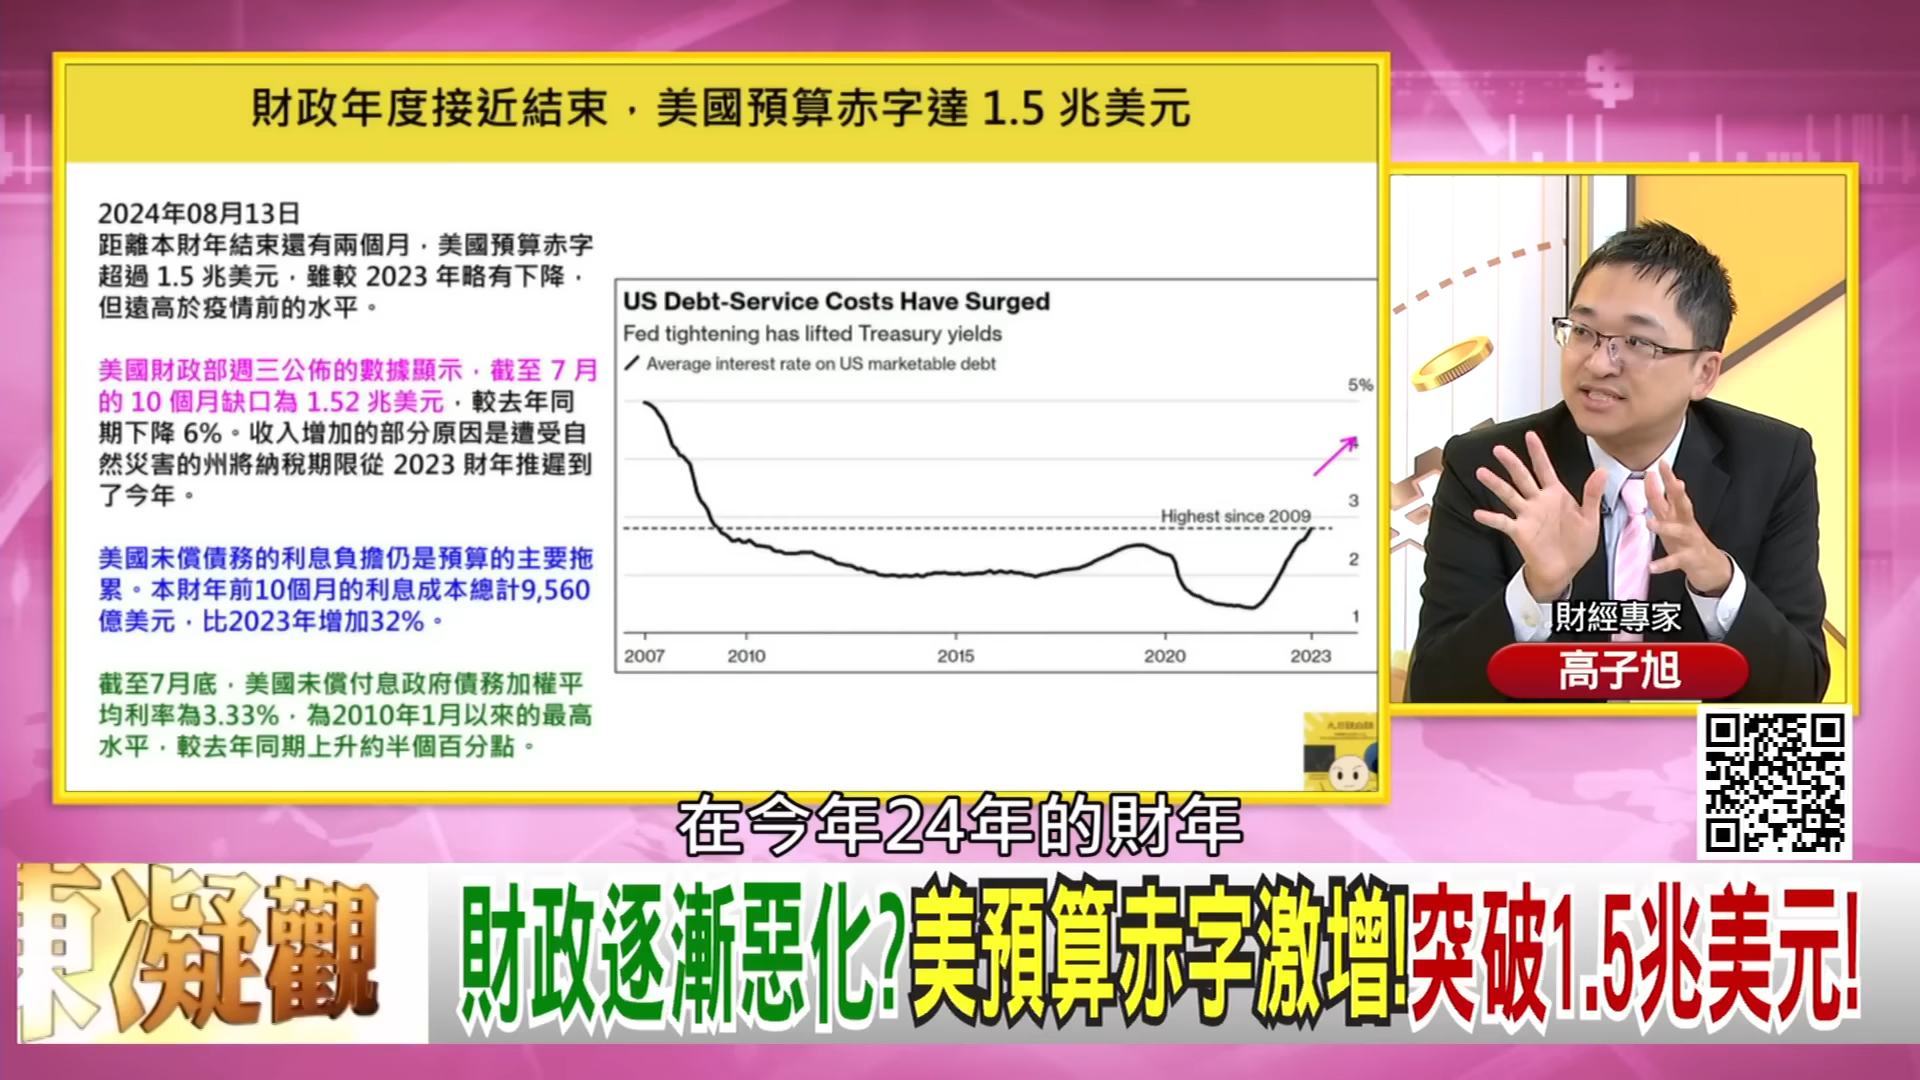 財政年度接近結束，美國預算赤字達 1.5 兆美元
2024年08月13日
距離本財年結束還有兩個月，美國預算赤字
超過 1.5 兆美元，雖較 2023 年略有下降，
但遠高於疫情前的水平。
美國財政部週三公佈的數據顯示，截至 7 月
的 10 個月缺口為 1.52 兆美元，較去年同
期下降 6%。收入增加的部分原因是遭受自
然災害的州將納稅期限從 2023 財年推遲到
了今年。
美國未償債務的利息負擔仍是預算的主要拖
累。本財年前10個月的利息成本總計9,560
億美元，比2023年增加32%。
截至7月底，美國未償付息政府債務加權平
均利率為3.33%，為2010年1月以來的最高
水平，較去年同期上升約半個百分點。
US Debt-Service Costs Have Surged
Fed tightening has lifted Treasury yields
Average interest rate on US marketable debt
5%
3
Highest since 2009
2
1
2007 2010 2015 2020 2023
財經專家
高子旭
在今年24年的財年
凝觀
財政逐漸惡化?美預算赤字激增!突破1.5兆美元!